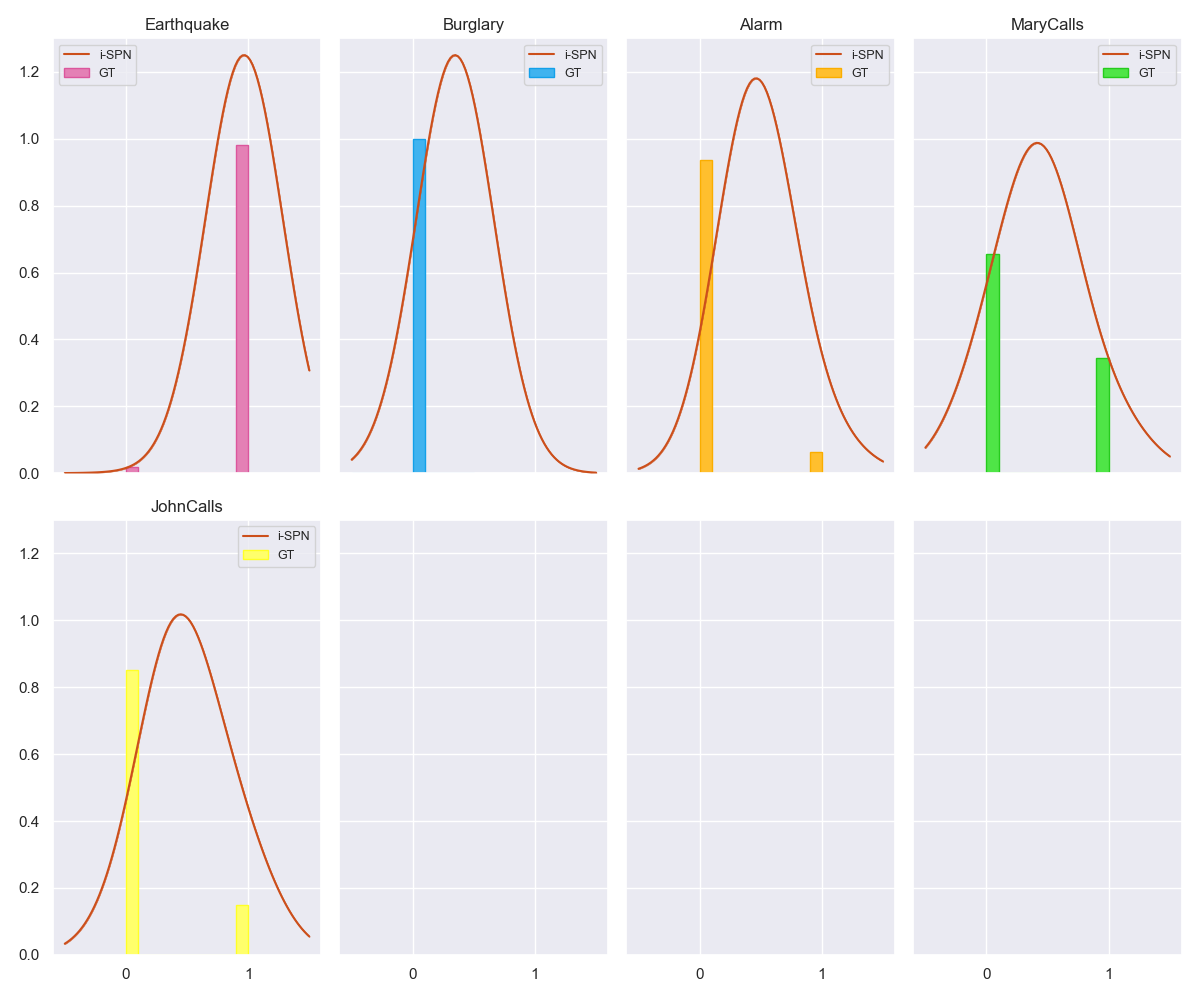 Earthquake
i-SPN
GT
Burglary
i-SPN
GT
Alarm
i-SPN
GT
MaryCalls
i-SPN
GT
1.2
1.0
0.8
0.6
0.4
0.2
0.0
JohnCalls
i-SPN
GT
1.2
1.0
0.8
0.6
0.4
0.2
0.0
0 1
0 1
0 1
0 1